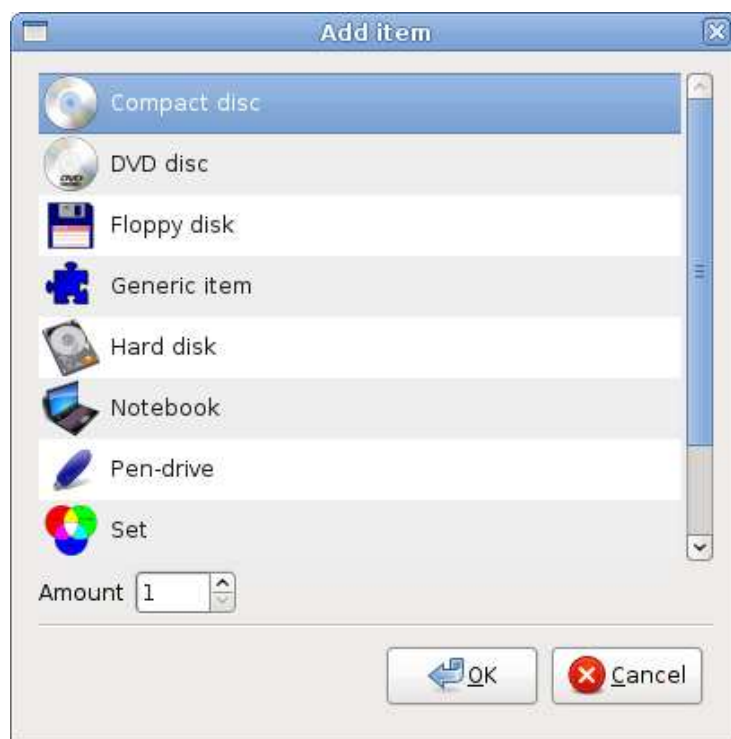 Add item
Compact disc
DVD disc
Floppy disk
Generic item
Hard disk
Notebook
Pen-drive
Set
Amount 1
OK Cancel